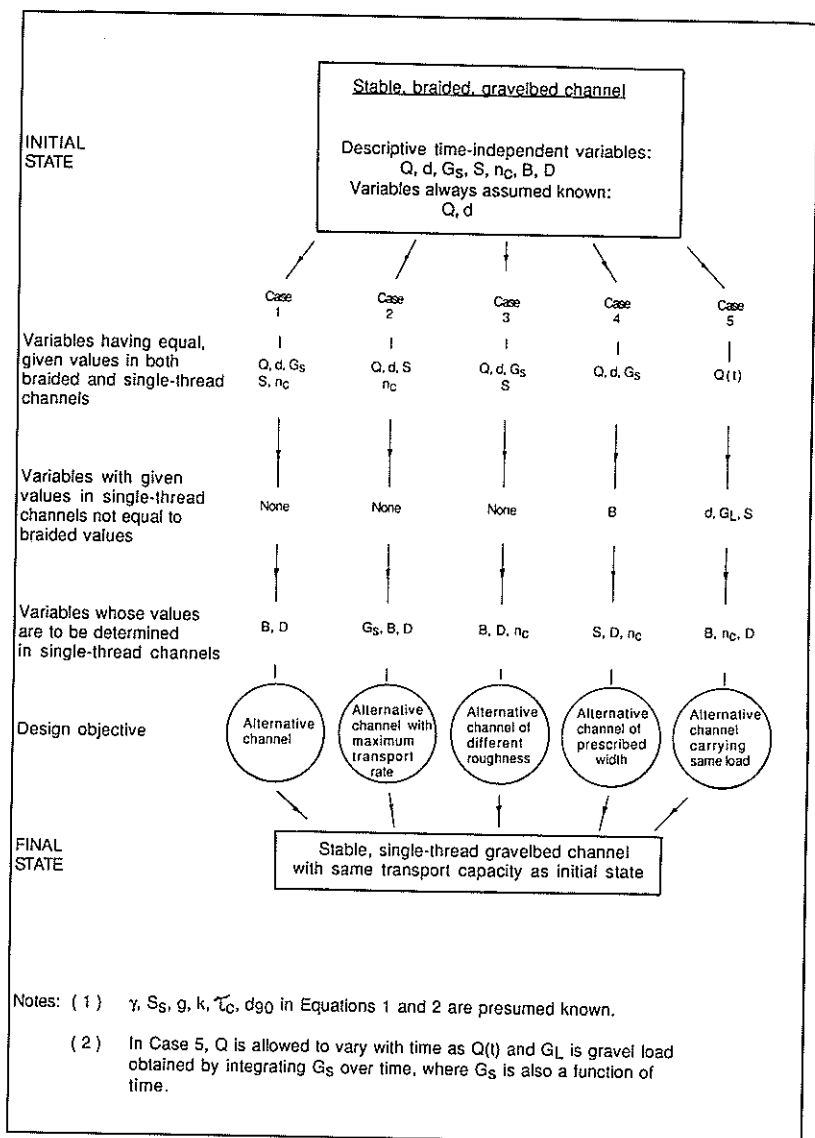 Stable, braided, gravelbed channel
INITIAL
STATE
Descriptive time-independent variables:
Q, d, GS, S, nC, B, D
Variables always assumed known:
Q, d
Case
1
Case
2
Case
3
Case
4
Case
5
Variables having equal,
given values in both
braided and single-thread
channels
Q, d, GS
S, nC
Q, d, S
nC
Q, d, GS
S
Q, d, GS
Q(t)
Variables with given
values in single-thread
channels not equal to
braided values
None
None
None
B
d, GL, S
Variables whose values
are to be determined
in single-thread channels
B, D
GS, B, D
B, D, nC
S, D, nC
B, nC, D
Design objective
Alternative
channel
Alternative
channel with
maximum
transport
rate
Alternative
channel of
different
roughness
Alternative
channel of
prescribed
width
Alternative
channel
carrying
same load
FINAL
STATE
Stable, single-thread gravelbed channel
with same transport capacity as initial state
Notes: ( 1 ) γ, SS, g, k, τC, d90 in Equations 1 and 2 are presumed known.
( 2 ) In Case 5, Q is allowed to vary with time as Q(t) and GL is gravel load
obtained by integrating GS over time, where GS is also a function of
time.